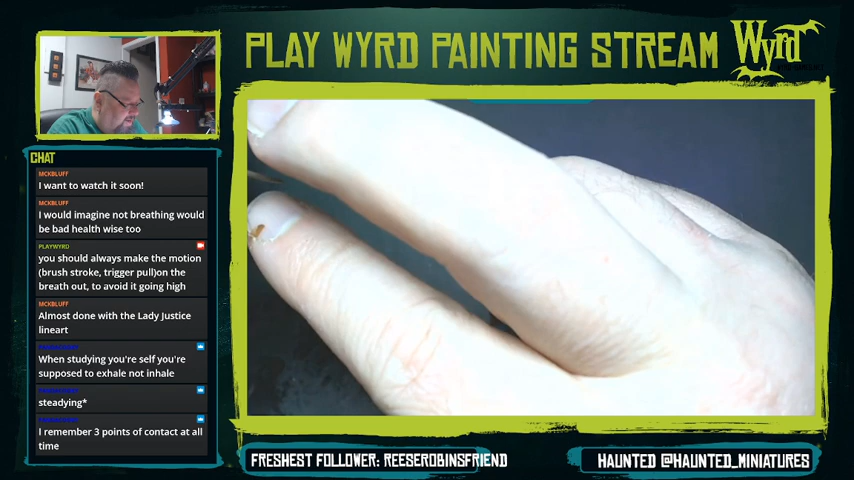 PLAY WYRD PAINTING STREAM
Wyrd
CHAT
MCKBLUFF
I want to watch it soon!
MCKBLUFF
I would imagine not breathing would
be bad health wise too
PLAYWYRD
you should always make the motion
(brush stroke, trigger pull)on the
breath out, to avoid it going high
MCKBLUFF
Almost done with the Lady Justice
lineart
When studying you're self you're
supposed to exhale not inhale
steadying*
I remember 3 points of contact at all
time
FRESHEST FOLLOWER: REESEROBINSFRIEND
HAUNTED @HAUNTED_MINIATURES